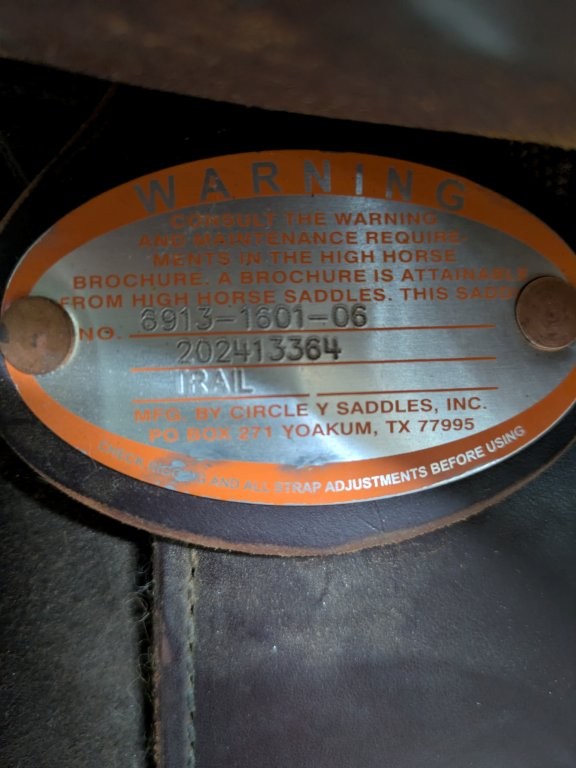 WARNING
CONSULT THE WARNING
AND MAINTENANCE REQUIRE
MENTS IN THE HIGH HORSE
BROCHURE. A BROCHURE IS ATTAINABLE
FROM HIGH HORSE SADDLES. THIS SADD
NO. 6913-1601-06
202413364
TRAIL
MFG. BY CIRCLE Y SADDLES, INC.
PO BOX 271 YOAKUM, TX 77995
AND ALL STRAP ADJUSTMENTS BEFORE USING